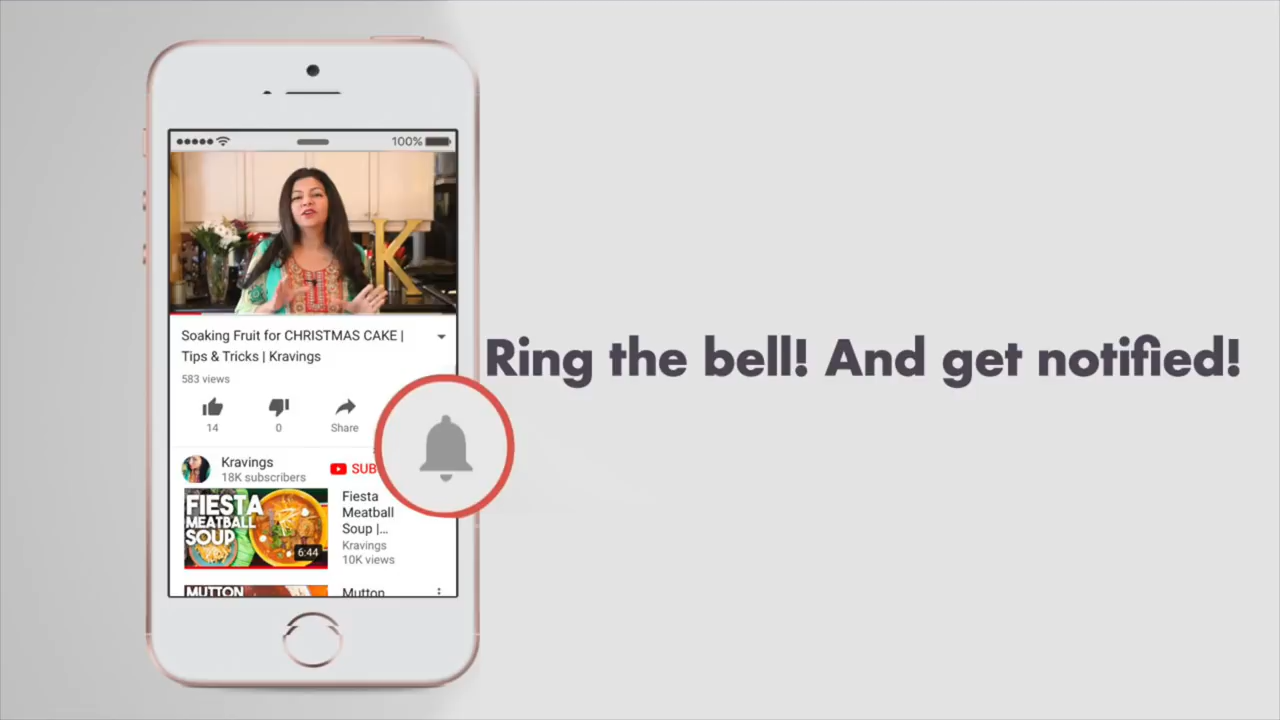 100%
K
Soaking Fruit for CHRISTMAS CAKE |
Tips & Tricks | Kravings
583 views
14
0
Share
Ring the bell! And get notified!
Kravings
18K subscribers
SUB
FIESTA
MEATBALL
SOUP
6:44
Fiesta
Meatball
Soup |...
Kravings
10K views
MUTTON
Mutton